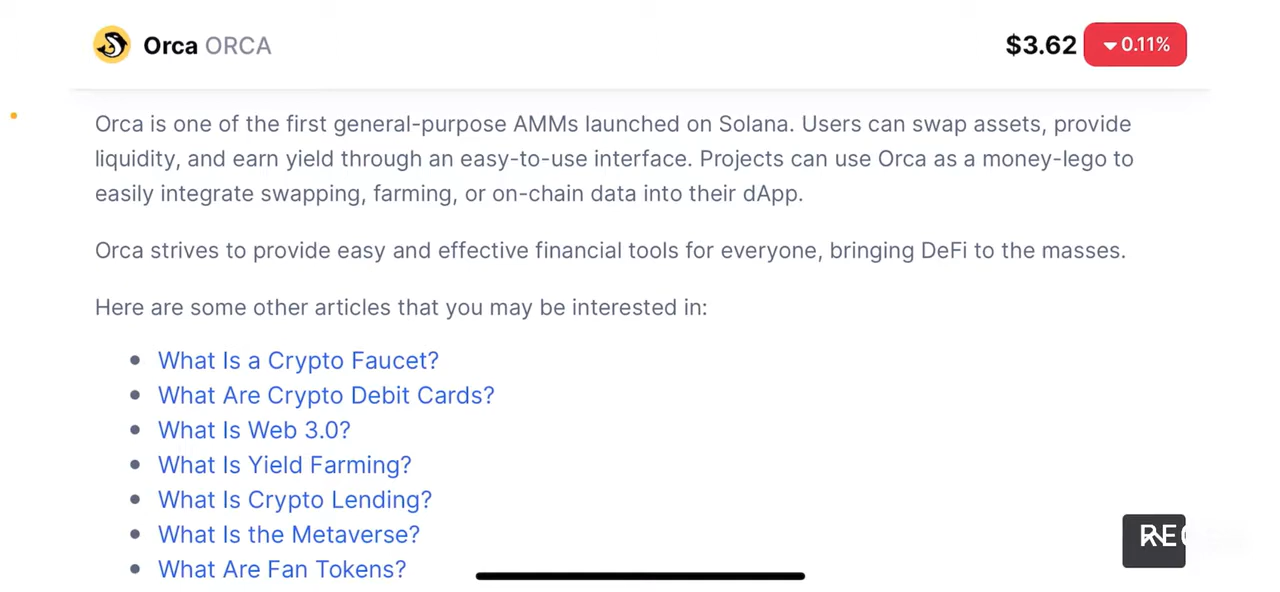 Orca ORCA
$3.62 0.11%
Orca is one of the first general-purpose AMMs launched on Solana. Users can swap assets, provide
liquidity, and earn yield through an easy-to-use interface. Projects can use Orca as a money-lego to
easily integrate swapping, farming, or on-chain data into their dApp.
Orca strives to provide easy and effective financial tools for everyone, bringing DeFi to the masses.
Here are some other articles that you may be interested in:
What Is a Crypto Faucet?
What Are Crypto Debit Cards?
What Is Web 3.0?
What Is Yield Farming?
What Is Crypto Lending?
What Is the Metaverse?
What Are Fan Tokens?